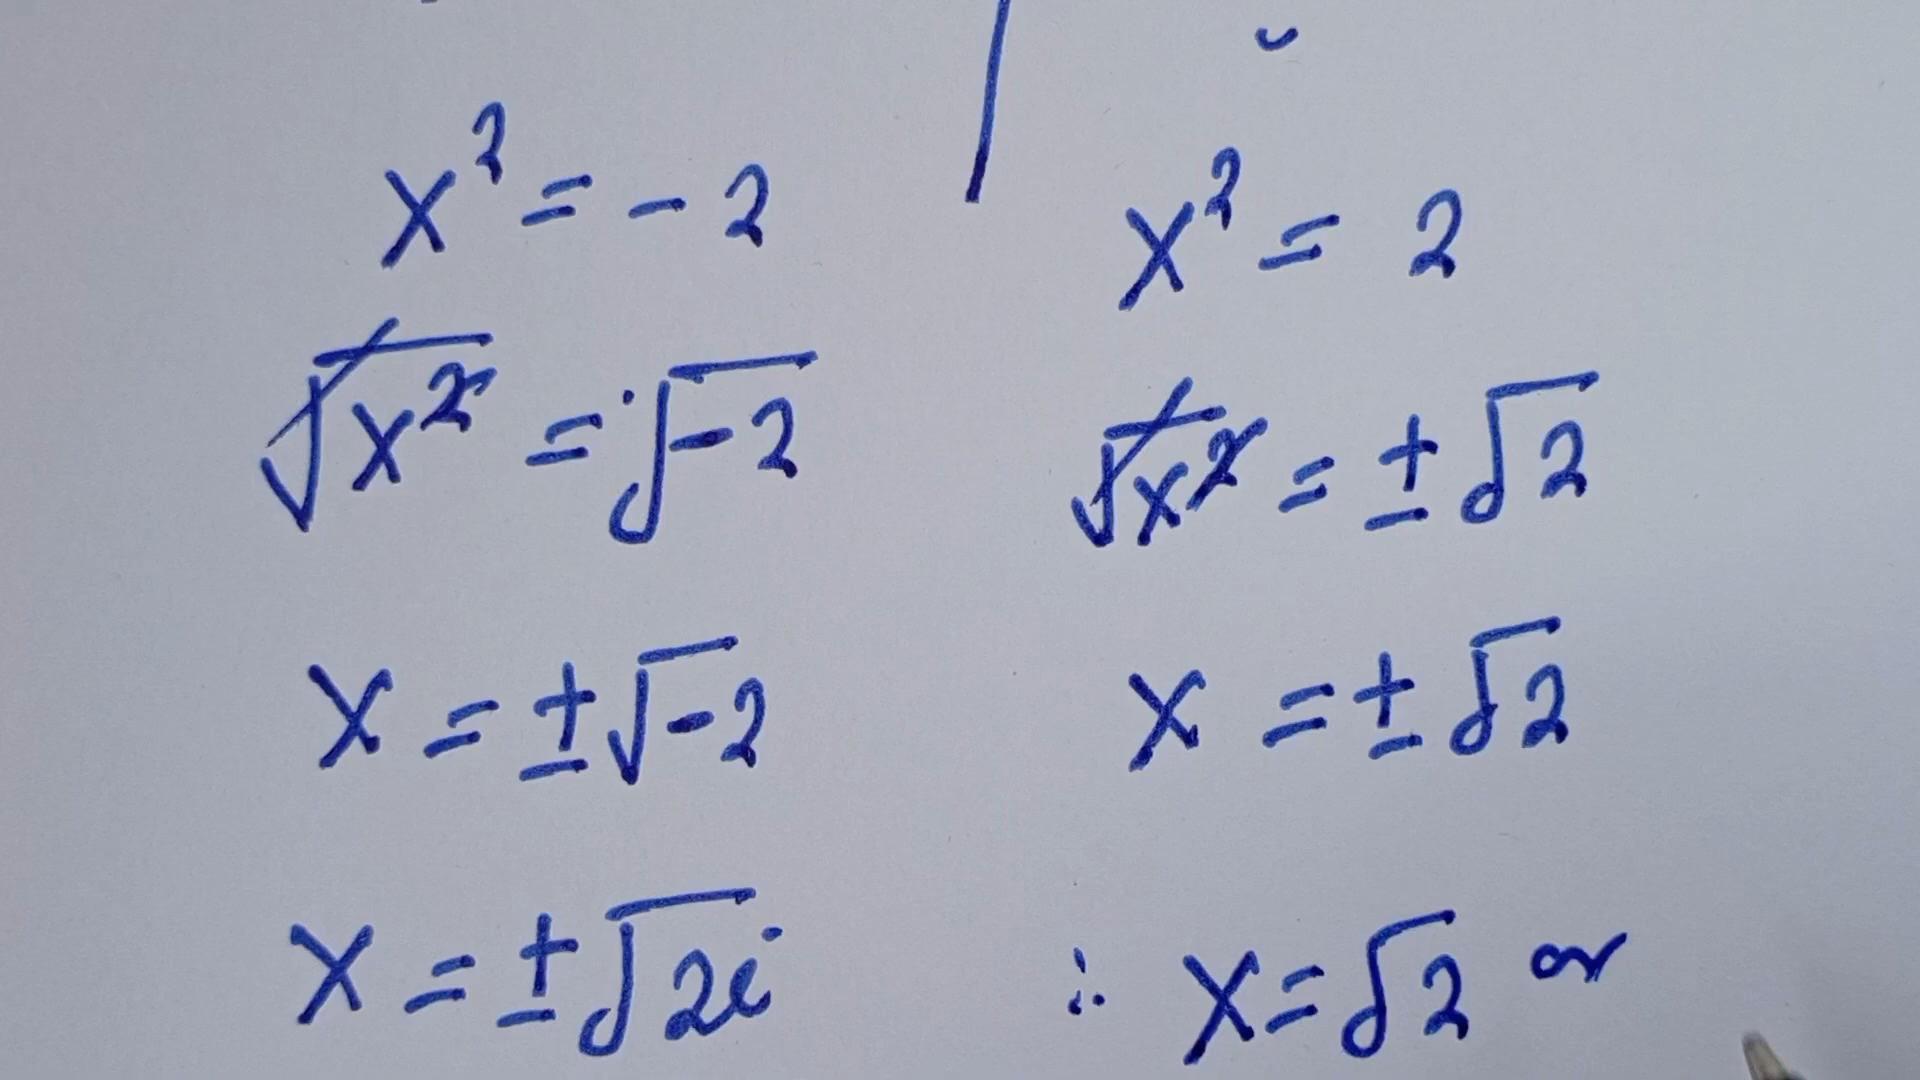 x² = -2
√x² = √-2
x = ±√-2
x = ±√2i
x² = 2
√x² = ±√2
x = ±√2
∴ x = √2 or